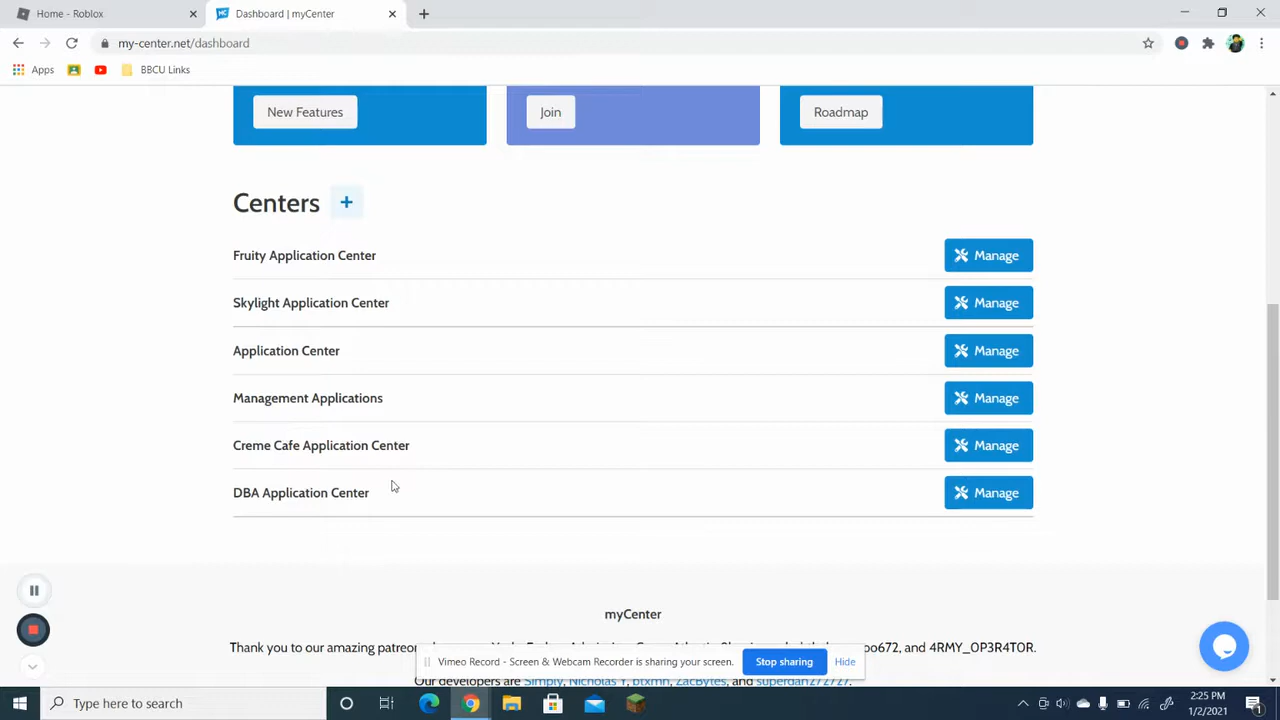 Home - Roblox
Dashboard | myCenter
my-center.net/dashboard
Apps
BBCU Links
New Features
Join
Roadmap
Centers +
Fruity Application Center
Manage
Skylight Application Center
Manage
Application Center
Manage
Management Applications
Manage
Creme Cafe Application Center
Manage
DBA Application Center
Manage
myCenter
Thank you to our amazing patreon
and 4RMY_OP3R4T0R.
Vimeo Record - Screen & Webcam Recorder is sharing your screen.
Stop sharing
Hide
Our developers are Simply, Nicholas Y, btxmn, ZacBytes, and superdan272727.
Type here to search
2:25 PM
1/2/2021
1